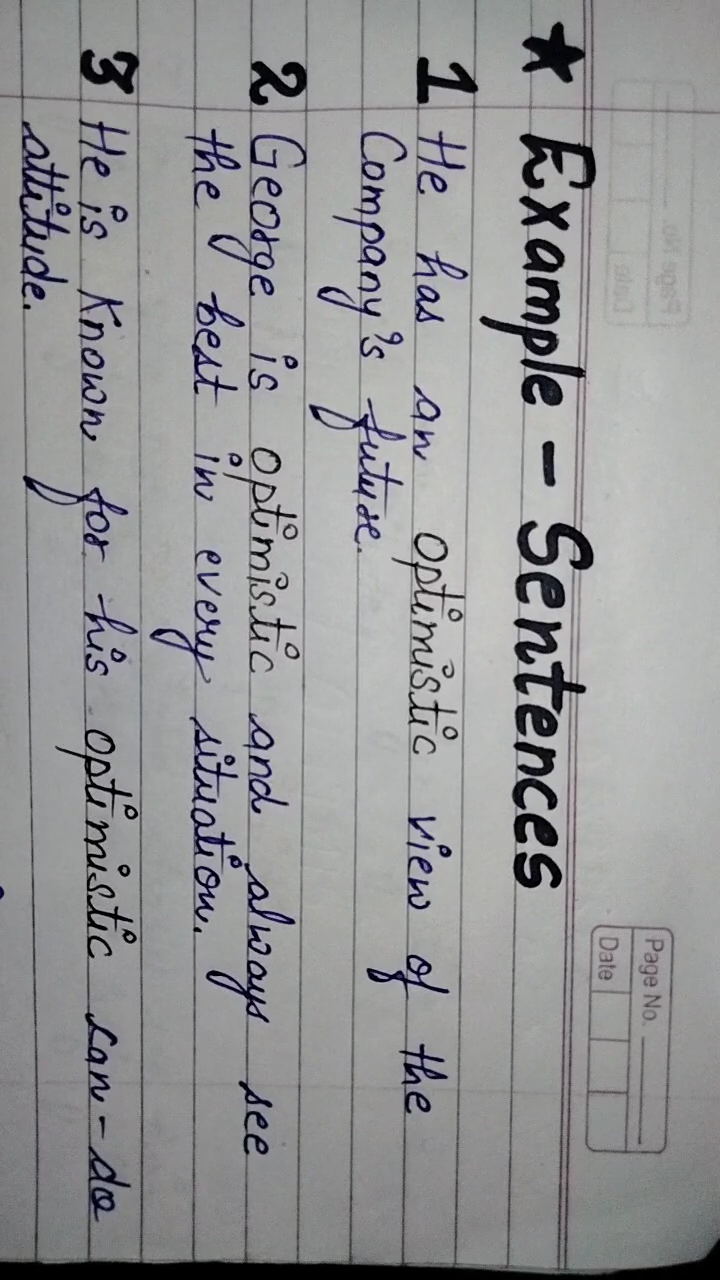 Page No.
Date
★ Example - Sentences
1 He has an optimistic view of the
Company's future.
2 George is optimistic and always see
the best in every situation.
3 He is Known for his optimistic can-do
attitude.